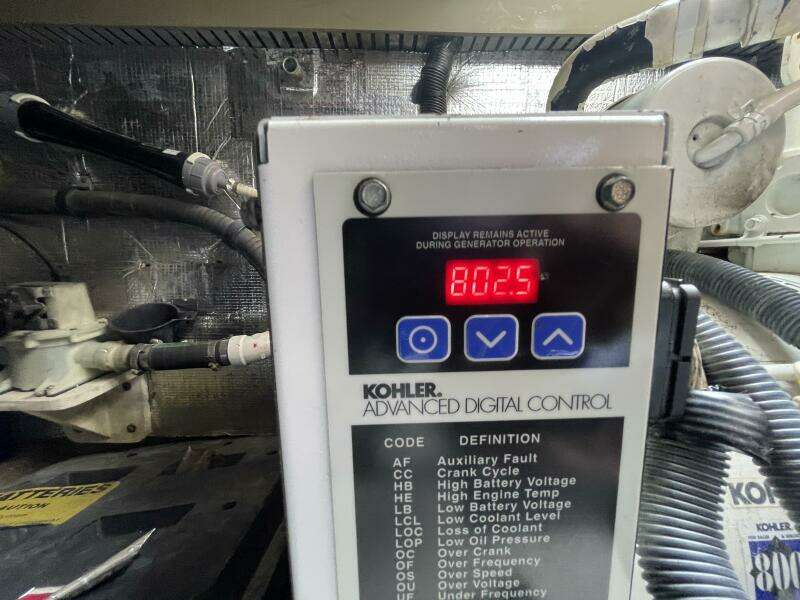 DISPLAY REMAINS ACTIVE
DURING GENERATOR OPERATION
802.5
KOHLER.
ADVANCED DIGITAL CONTROL
CODE DEFINITION
AF Auxiliary Fault
CC Crank Cycle
HB High Battery Voltage
HE High Engine Temp
LB Low Battery Voltage
LCL Low Coolant Level
LOC Loss of Coolant
LOP Low Oil Pressure
OC Over Crank
OF Over Frequency
OS Over Speed
OU Over Voltage
UF Under Frequency
BATTERIES
CAUTION
KOH
KOHLER
800